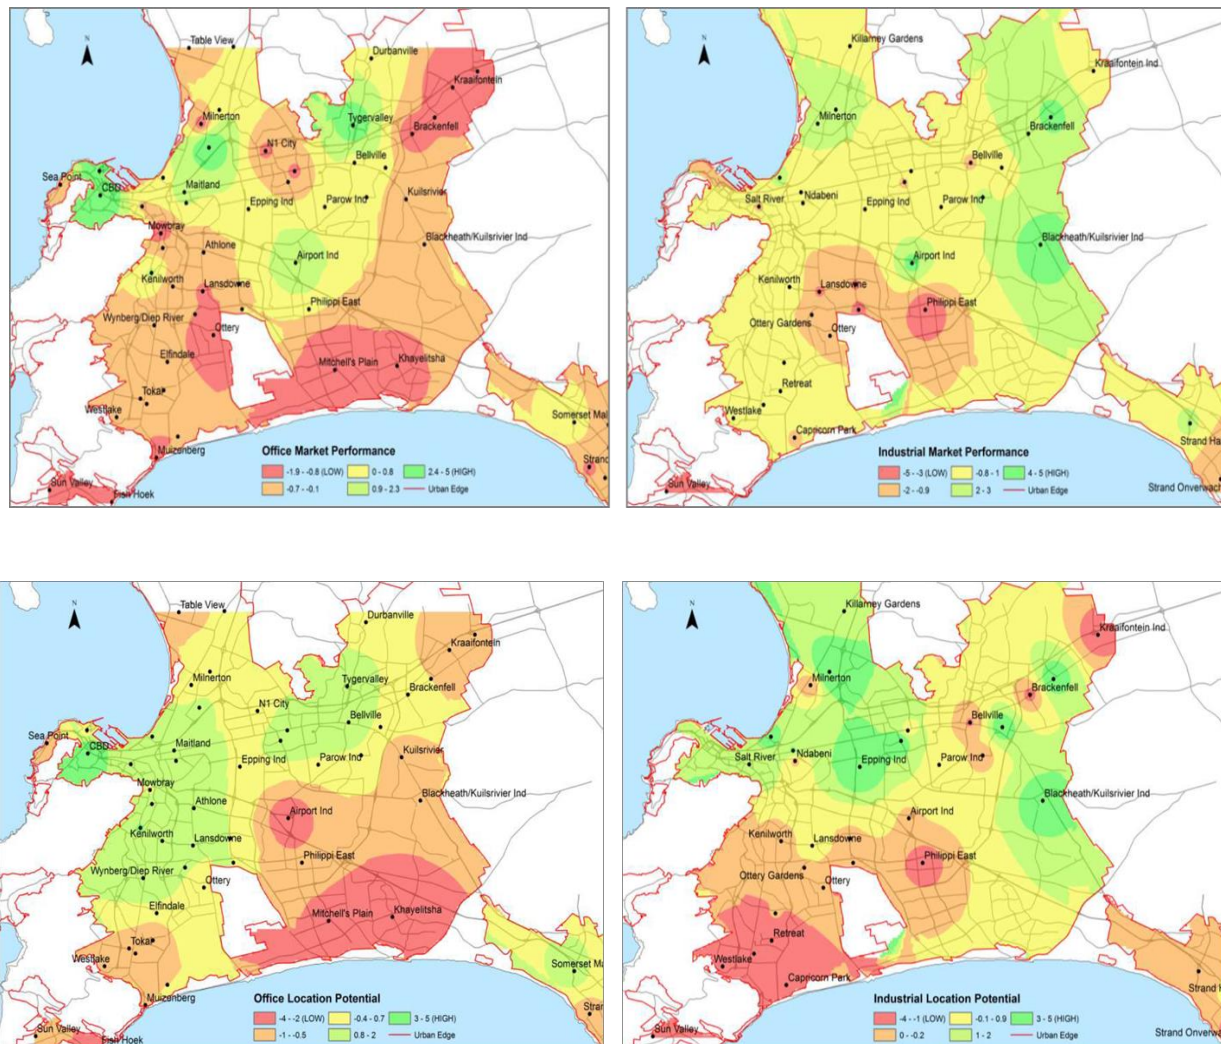 N
Table View
Durbanville
Kraaifontein
Milnerton
Tygervalley
N1 City
Brackenfell
Bellville
Sea Point
CBD
Maitland
Epping Ind
Parow Ind
Kuilsrivier
Mowbray
Athlone
Blackheath/Kuilsrivier Ind
Airport Ind
Kenilworth
Lansdowne
Philippi East
Wynberg/Diep River
Ottery
Elfindale
Mitchell's Plain
Khayelitsha
Tokai
Westlake
Somerset Mal
Muizenberg
Strand
Sun Valley
Fish Hoek
Office Market Performance
-1.9 - -0.8 (LOW) 0 - 0.8 2.4 - 5 (HIGH)
-0.7 - -0.1 0.9 - 2.3 Urban Edge
N
Killarney Gardens
Kraaifontein Ind
Milnerton
Brackenfell
Bellville
Salt River
Ndabeni
Epping Ind
Parow Ind
Blackheath/Kuilsrivier Ind
Airport Ind
Kenilworth
Lansdowne
Philippi East
Ottery Gardens
Ottery
Retreat
Westlake
Capricorn Park
Strand Ha
Sun Valley
Strand Onverwach
Industrial Market Performance
-5 - -3 (LOW) -0.8 - 1 4 - 5 (HIGH)
-2 - -0.9 2 - 3 Urban Edge
N
Table View
Durbanville
Kraaifontein
Milnerton
Tygervalley
Brackenfell
N1 City
Bellville
Sea Point
CBD
Maitland
Kuilsrivier
Epping Ind
Parow Ind
Mowbray
Blackheath/Kuilsrivier Ind
Athlone
Airport Ind
Kenilworth
Lansdowne
Philippi East
Wynberg/Diep River
Ottery
Elfindale
Mitchell's Plain
Khayelitsha
Tokai
Westlake
Somerset Ma
Muizenberg
Stran
Sun Valley
Fish Hoek
Office Location Potential
-4 - -2 (LOW) -0.4 - 0.7 3 - 5 (HIGH)
-1 - -0.5 0.8 - 2 Urban Edge
N
Killarney Gardens
Kraaifontein Ind
Milnerton
Brackenfell
Bellville
Salt River
Ndabeni
Epping Ind
Parow Ind
Blackheath/Kuilsrivier Ind
Airport Ind
Kenilworth
Lansdowne
Philippi East
Ottery Gardens
Ottery
Retreat
Westlake
Capricorn Park
Strand H
Sun Valley
Strand Onverw
Industrial Location Potential
-4 - -1 (LOW) -0.1 - 0.9 3 - 5 (HIGH)
0 - -0.2 1 - 2 Urban Edge